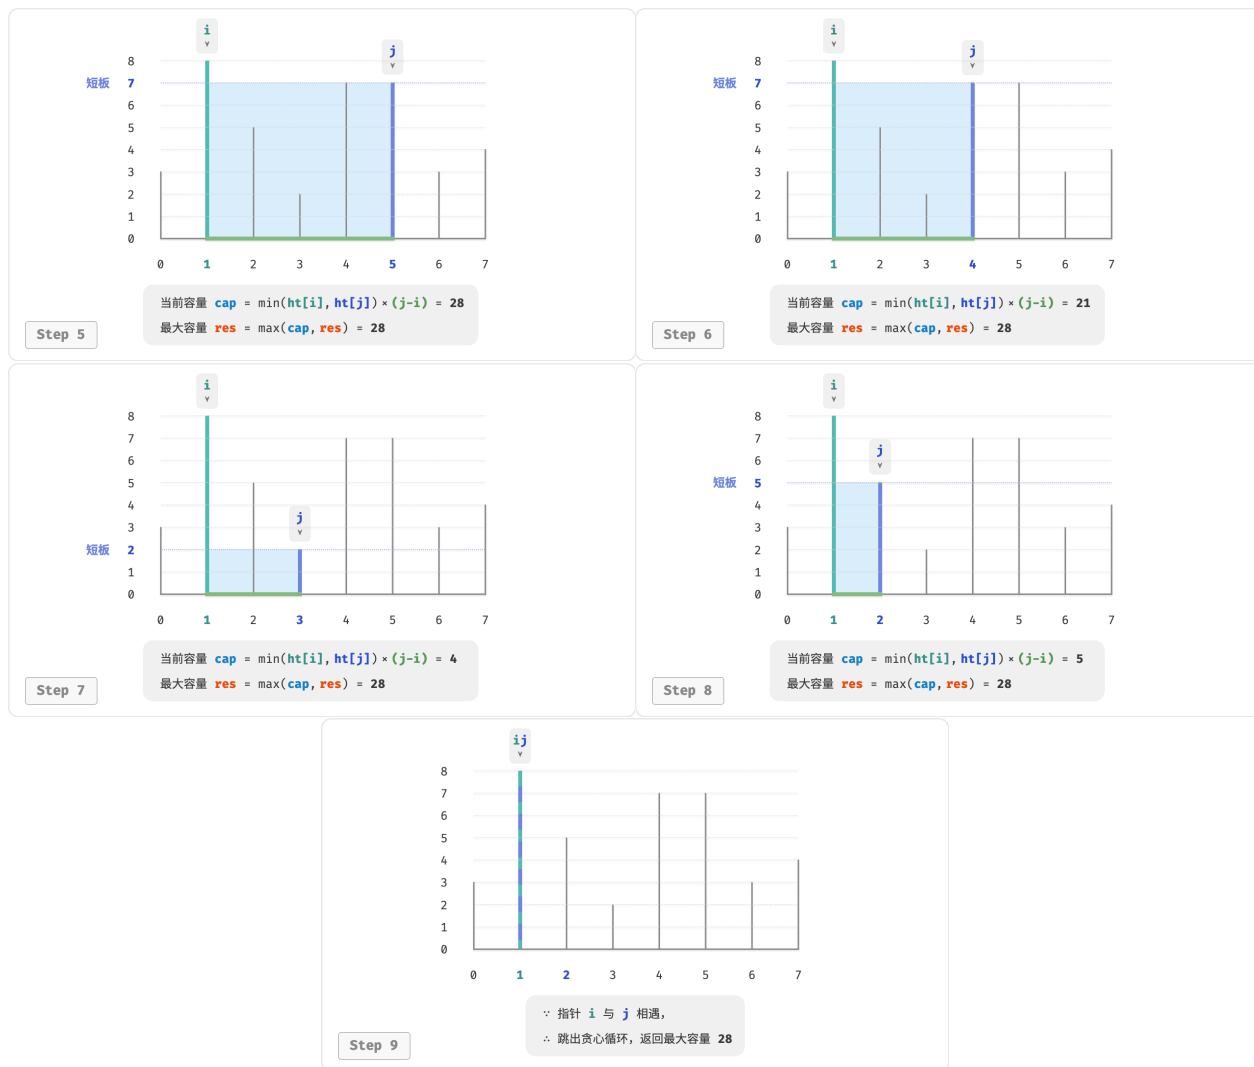 i
j
8
短板 7
6
5
4
3
2
1
0
0 1 2 3 4 5 6 7
当前容量 cap = min(ht[i], ht[j]) × (j-i) = 28
最大容量 res = max(cap, res) = 28
Step 5
i
j
8
短板 7
6
5
4
3
2
1
0
0 1 2 3 4 5 6 7
当前容量 cap = min(ht[i], ht[j]) × (j-i) = 21
最大容量 res = max(cap, res) = 28
Step 6
i
8
7
6
5
4
j
3
短板 2
1
0
0 1 2 3 4 5 6 7
当前容量 cap = min(ht[i], ht[j]) × (j-i) = 4
最大容量 res = max(cap, res) = 28
Step 7
i
8
7
j
6
短板 5
4
3
2
1
0
0 1 2 3 4 5 6 7
当前容量 cap = min(ht[i], ht[j]) × (j-i) = 5
最大容量 res = max(cap, res) = 28
Step 8
ij
8
7
6
5
4
3
2
1
0
0 1 2 3 4 5 6 7
∵ 指针 i 与 j 相遇，
∴ 跳出贪心循环，返回最大容量 28
Step 9